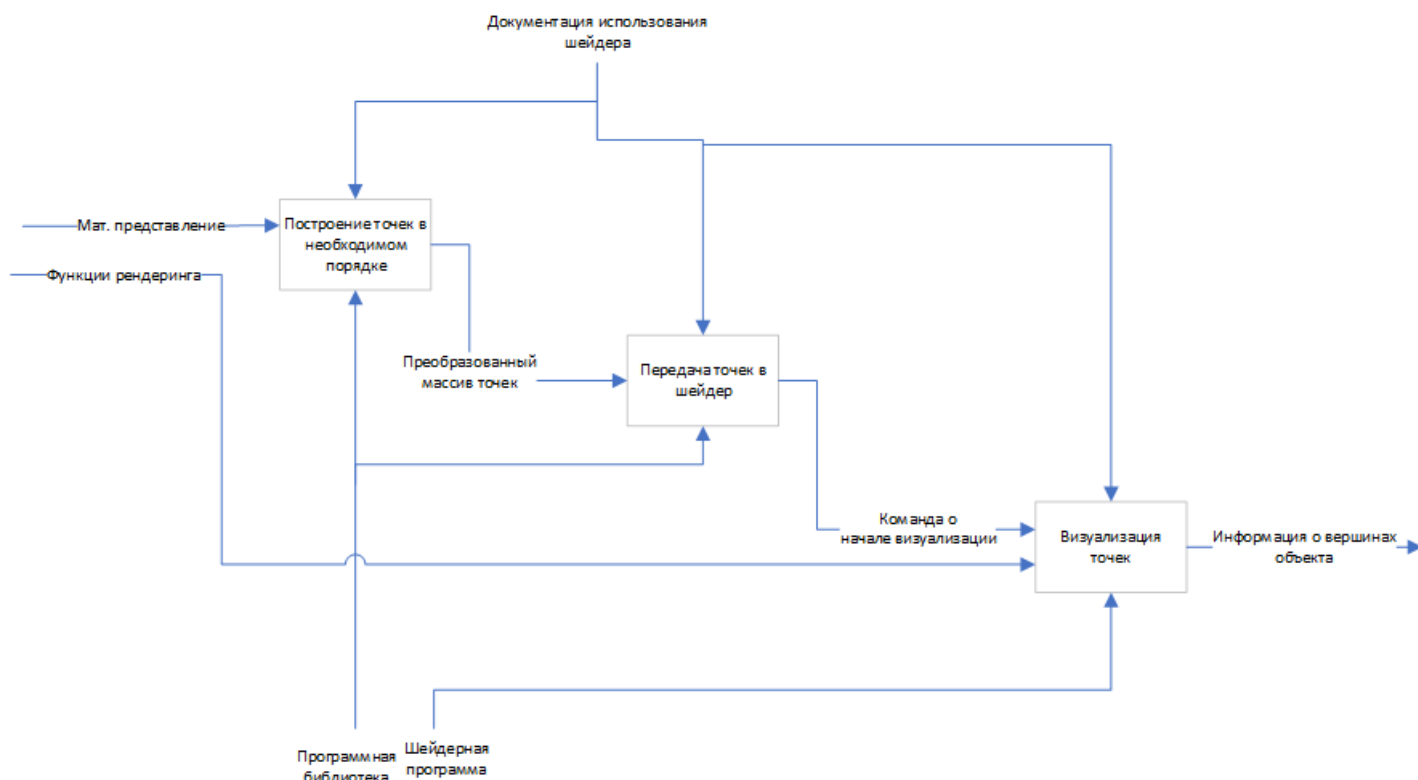 Документация использования
шейдера
Мат. представление
Функции рендеринга
Построение точек в
необходимом
порядке
Преобразованный
массив точек
Передача точек в
шейдер
Команда о
начале визуализации
Визуализация
точек
Информация о вершинах
объекта
Программная
библиотека
Шейдерная
программа